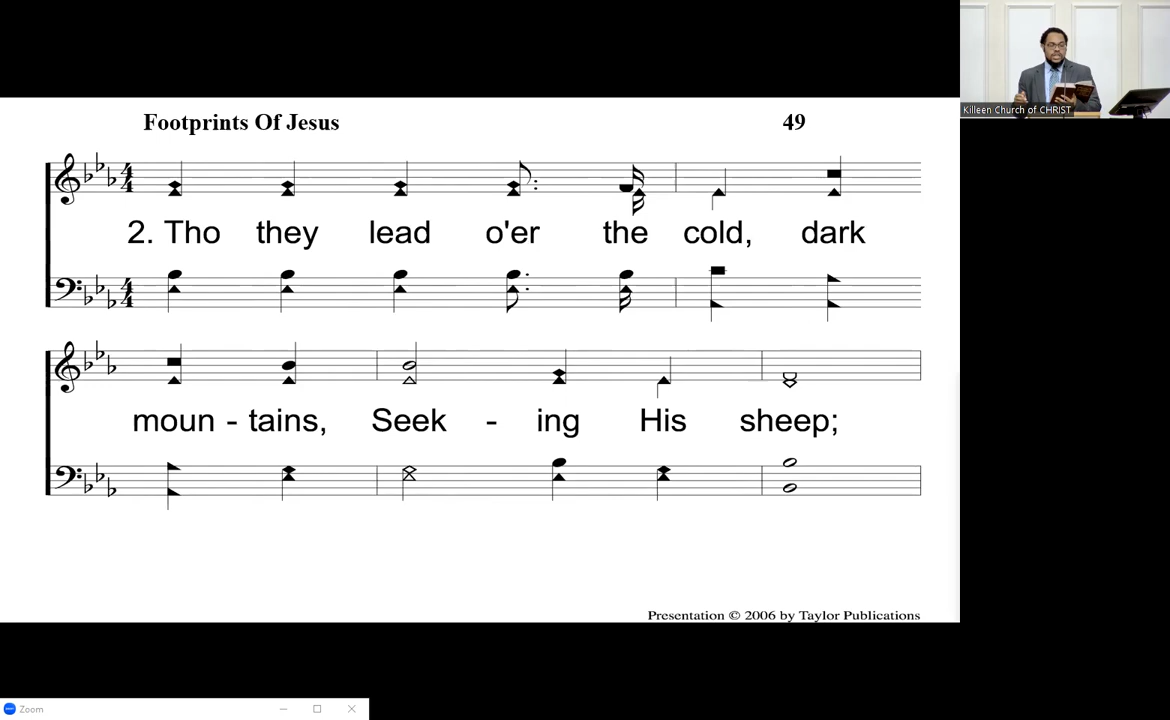 Footprints Of Jesus 49
2. Tho they lead o'er the cold, dark
moun - tains, Seek - ing His sheep;
Presentation © 2006 by Taylor Publications
Killeen Church of CHRIST
Zoom